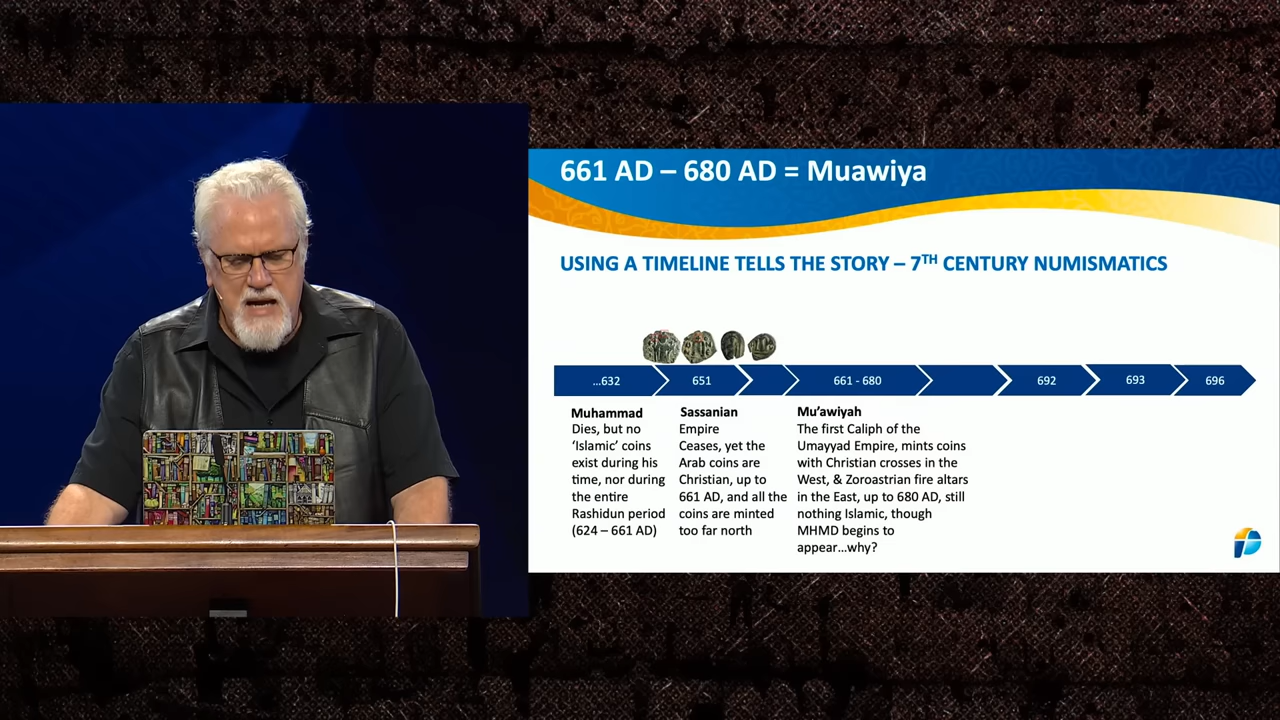 661 AD – 680 AD = Muawiya
USING A TIMELINE TELLS THE STORY – 7TH CENTURY NUMISMATICS
...632
651
661 - 680
692
693
696
Muhammad
Dies, but no
‘Islamic’ coins
exist during his
time, nor during
the entire
Rashidun period
(624 – 661 AD)
Sassanian
Empire
Ceases, yet the
Arab coins are
Christian, up to
661 AD, and all the
coins are minted
too far north
Mu’awiyah
The first Caliph of the
Umayyad Empire, mints coins
with Christian crosses in the
West, & Zoroastrian fire altars
in the East, up to 680 AD, still
nothing Islamic, though
MHMD begins to
appear...why?